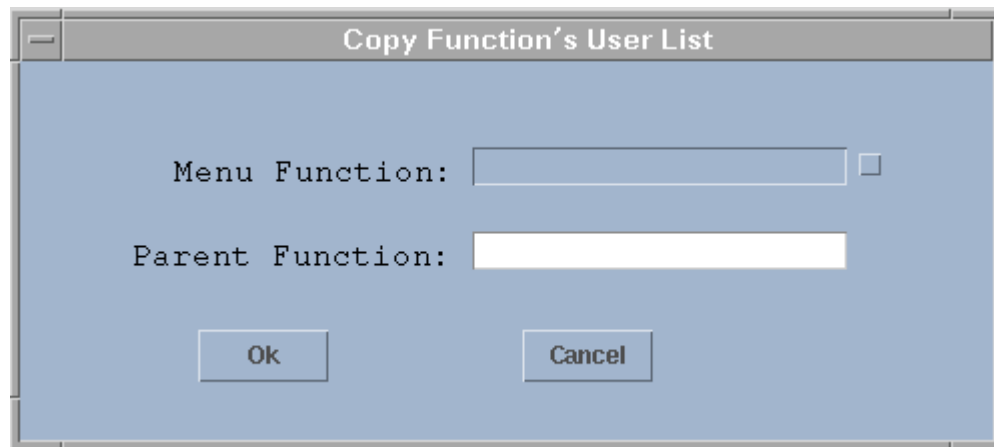 Copy Function's User List
Menu Function:
Parent Function:
Ok Cancel